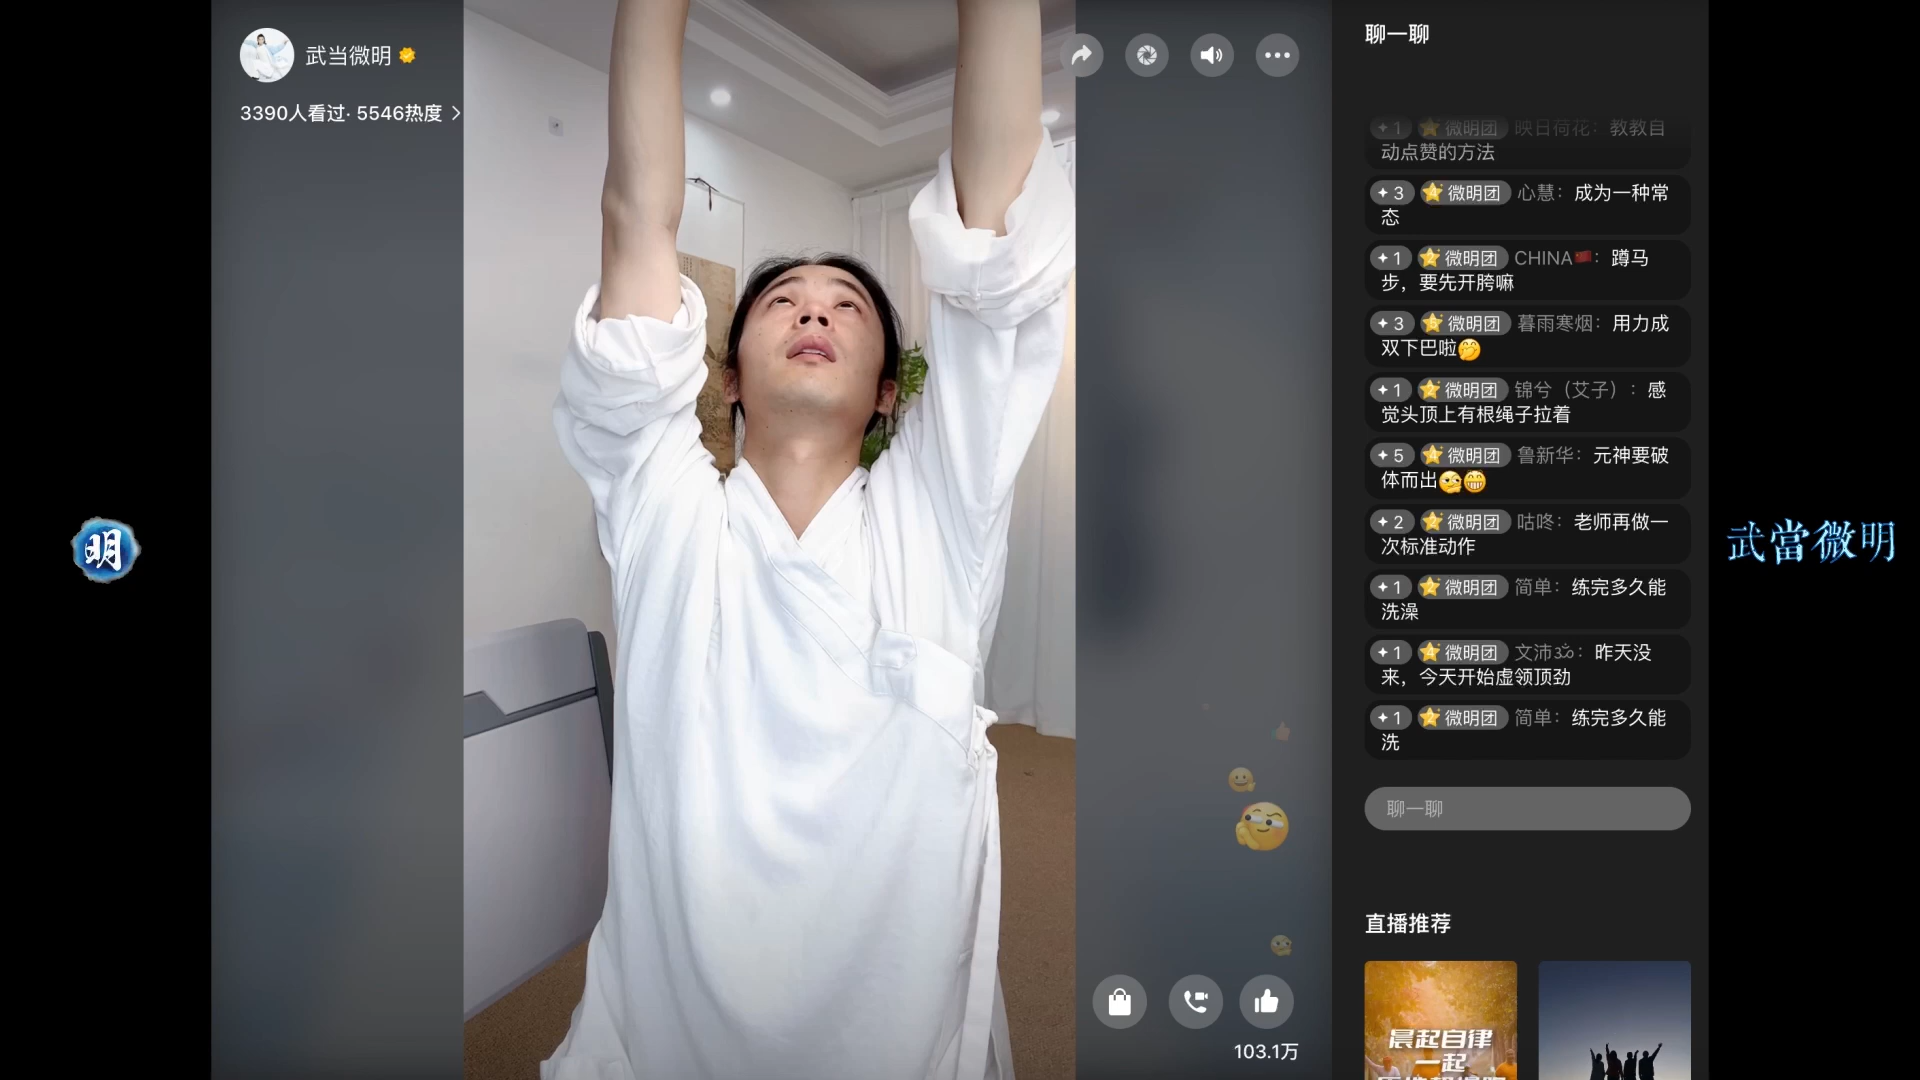 武当微明
3390人看过· 5546热度
聊一聊
+1 微明团 映日荷花：教教自
动点赞的方法
+3 微明团 心慧：成为一种常
态
+1 微明团 CHINA🇨🇳：蹲马
步，要先开胯嘛
+3 微明团 暮雨寒烟：用力成
双下巴啦🤭
+1 微明团 锦兮（艾子）：感
觉头顶上有根绳子拉着
+5 微明团 鲁新华：元神要破
体而出😁
+2 微明团 咕咚：老师再做一
次标准动作
+1 微明团 简单：练完多久能
洗澡
+1 微明团 文沛ॐ：昨天没
来，今天开始虚领顶劲
+1 微明团 简单：练完多久能
洗
聊一聊
明
武當微明
直播推荐
晨起自律
一起
103.1万